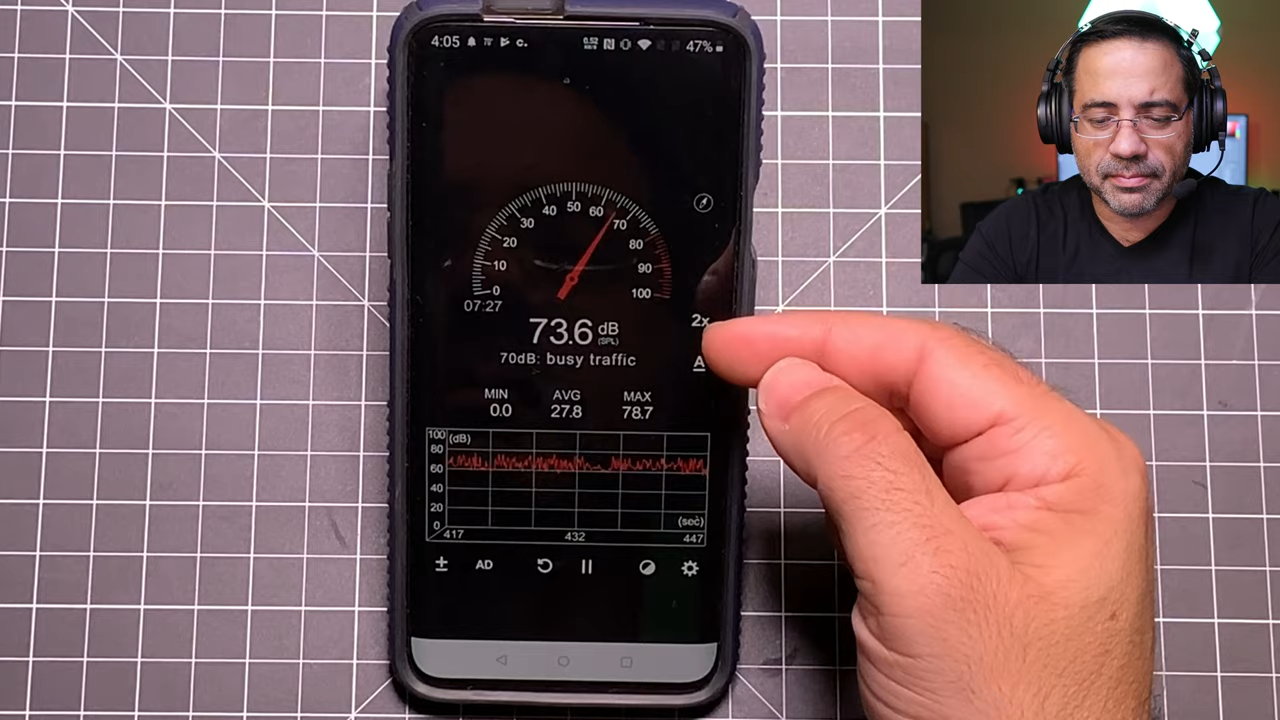 4:05 47%
50
40 60
30 70
20 80
10 90
0 100
07:27
2x
73.6 dB
(SPL)
70dB: busy traffic
A
MIN AVG MAX
0.0 27.8 78.7
100 (dB)
80
60
40
20
0 (sec)
417 432 447
AD